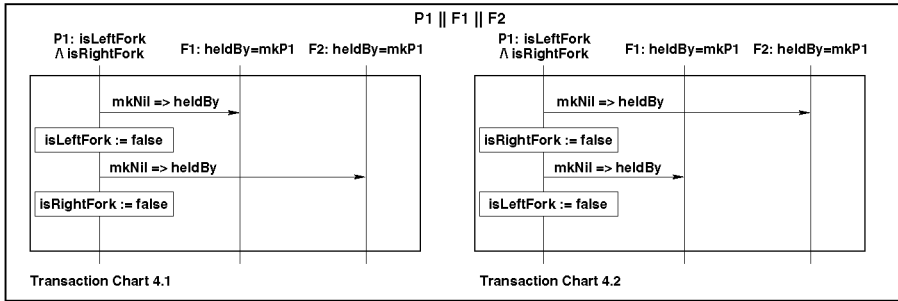 P1 || F1 || F2
P1: isLeftFork
/\ isRightFork
F1: heldBy=mkP1
F2: heldBy=mkP1
mkNil => heldBy
isLeftFork := false
mkNil => heldBy
isRightFork := false
Transaction Chart 4.1
P1: isLeftFork
/\ isRightFork
F1: heldBy=mkP1
F2: heldBy=mkP1
mkNil => heldBy
isRightFork := false
mkNil => heldBy
isLeftFork := false
Transaction Chart 4.2